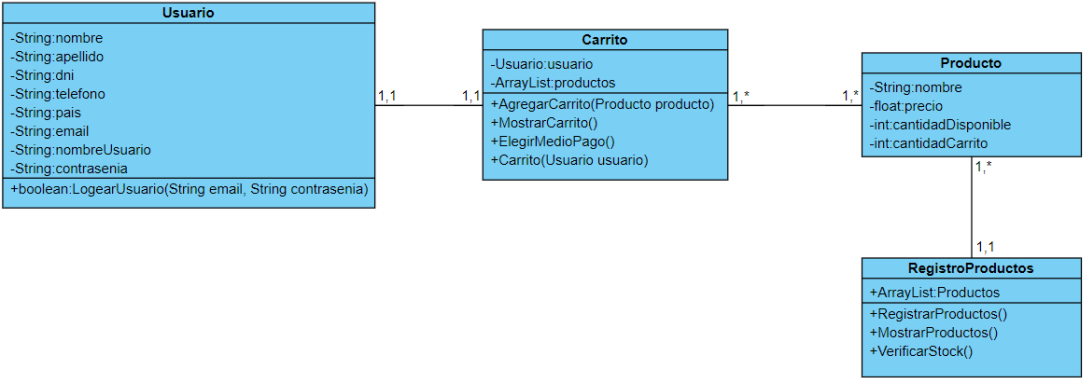 Usuario
-String:nombre
-String:apellido
-String:dni
-String:telefono
-String:pais
-String:email
-String:nombreUsuario
-String:contrasenia
+boolean:LogearUsuario(String email, String contrasenia)
1,1
1,1
Carrito
-Usuario:usuario
-ArrayList:productos
+AgregarCarrito(Producto producto)
+MostrarCarrito()
+ElegirMedioPago()
+Carrito(Usuario usuario)
1,*
1,*
Producto
-String:nombre
-float:precio
-int:cantidadDisponible
-int:cantidadCarrito
1,*
1,1
RegistroProductos
+ArrayList:Productos
+RegistrarProductos()
+MostrarProductos()
+VerificarStock()